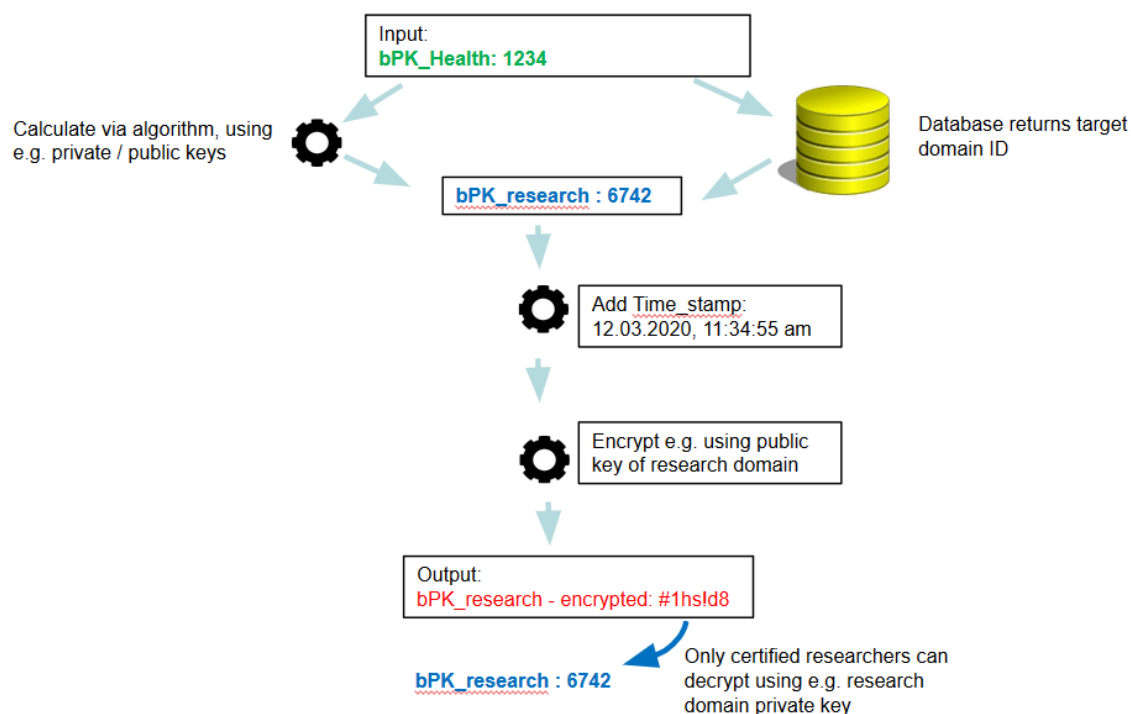 Input:
bPK_Health: 1234
Calculate via algorithm, using
e.g. private / public keys
Database returns target
domain ID
bPK_research : 6742
Add Time_stamp:
12.03.2020, 11:34:55 am
Encrypt e.g. using public
key of research domain
Output:
bPK_research - encrypted: #1hs!d8
bPK_research : 6742
Only certified researchers can
decrypt using e.g. research
domain private key